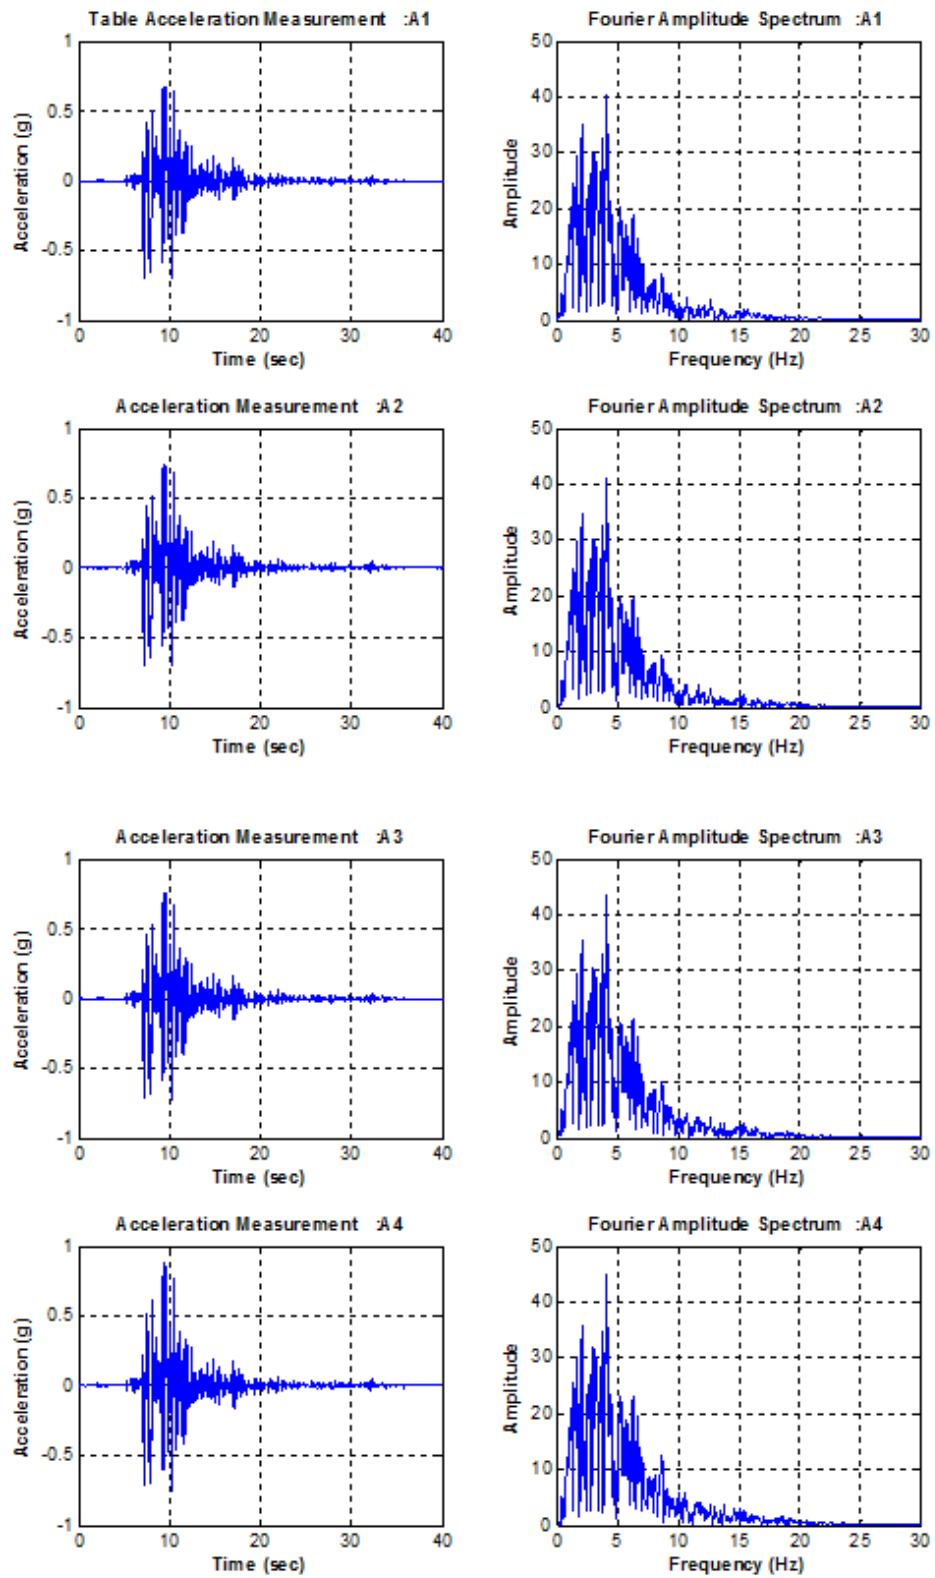 Table Acceleration Measurement :A1
Acceleration (g)
1
0.5
0
-0.5
-1
0 10 20 30 40
Time (sec)
Fourier Amplitude Spectrum :A1
Amplitude
50
40
30
20
10
0
0 5 10 15 20 25 30
Frequency (Hz)
Acceleration Measurement :A2
Acceleration (g)
1
0.5
0
-0.5
-1
0 10 20 30 40
Time (sec)
Fourier Amplitude Spectrum :A2
Amplitude
50
40
30
20
10
0
0 5 10 15 20 25 30
Frequency (Hz)
Acceleration Measurement :A3
Acceleration (g)
1
0.5
0
-0.5
-1
0 10 20 30 40
Time (sec)
Fourier Amplitude Spectrum :A3
Amplitude
50
40
30
20
10
0
0 5 10 15 20 25 30
Frequency (Hz)
Acceleration Measurement :A4
Acceleration (g)
1
0.5
0
-0.5
-1
0 10 20 30 40
Time (sec)
Fourier Amplitude Spectrum :A4
Amplitude
50
40
30
20
10
0
0 5 10 15 20 25 30
Frequency (Hz)